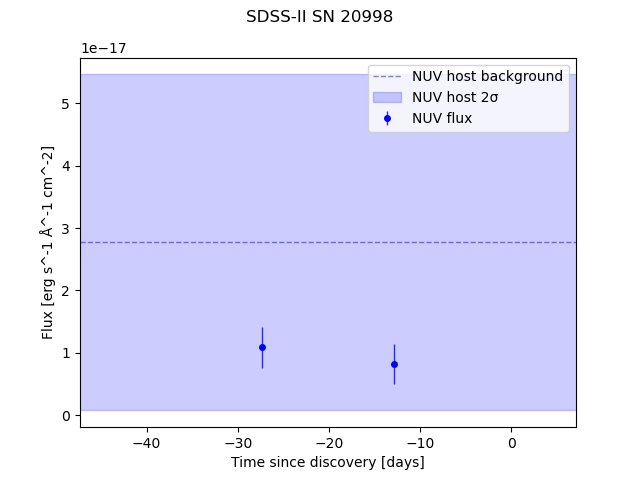 SDSS-II SN 20998
1e−17
NUV host background
NUV host 2σ
NUV flux
5
4
3
2
1
0
Flux [erg s^-1 Å^-1 cm^-2]
−40 −30 −20 −10 0
Time since discovery [days]